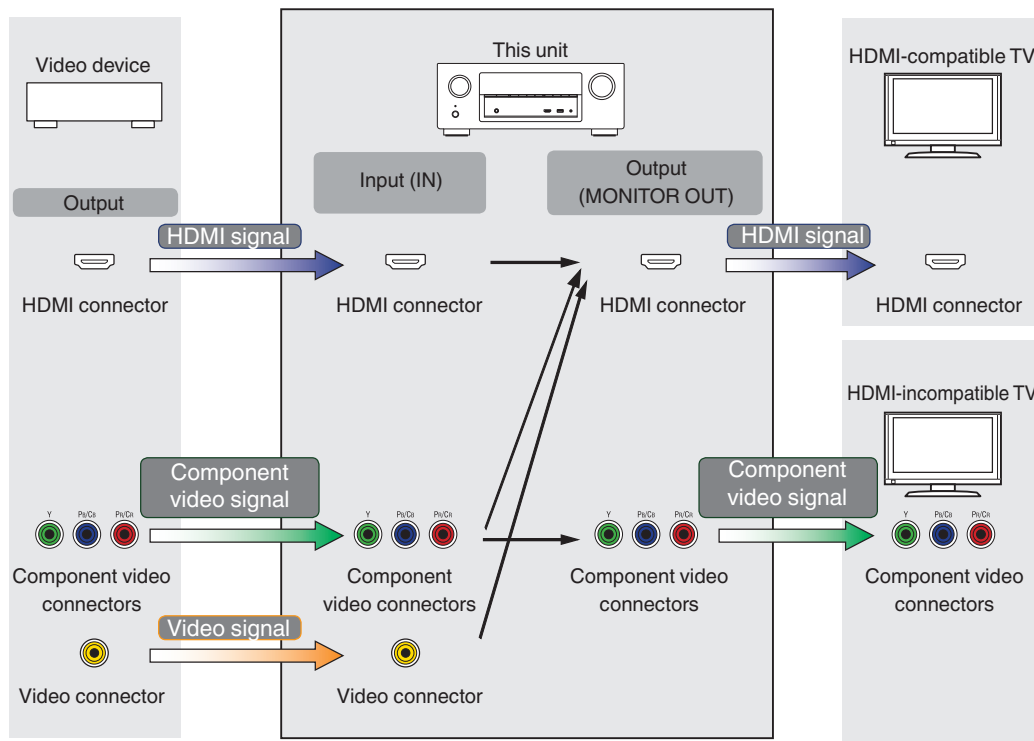 Video device
This unit
HDMI-compatible TV
Input (IN)
Output
(MONITOR OUT)
Output
HDMI signal
HDMI signal
HDMI connector
HDMI connector
HDMI connector
HDMI connector
HDMI-incompatible TV
Component
video signal
Component
video signal
Y PB/CB PR/CR
Y PB/CB PR/CR
Y PB/CB PR/CR
Y PB/CB PR/CR
Component video
connectors
Component
video connectors
Component video
connectors
Component video
connectors
Video signal
Video connector
Video connector